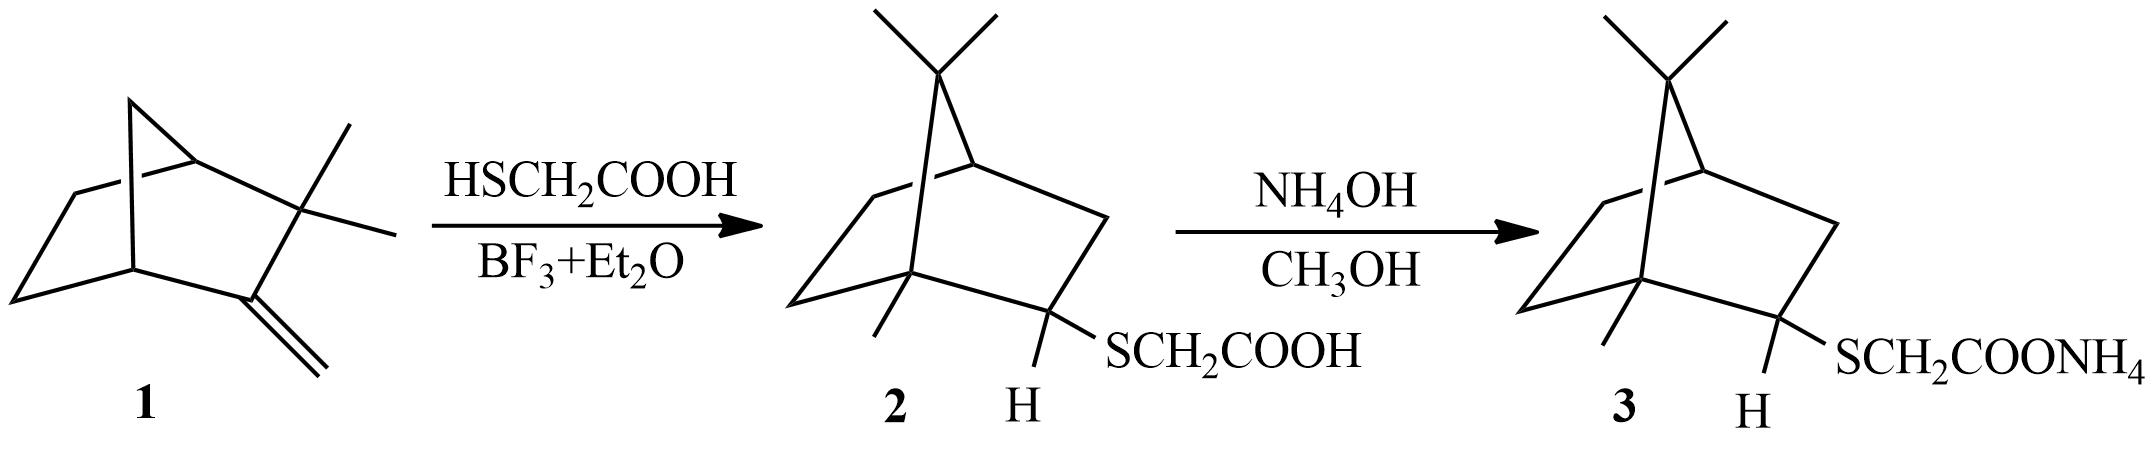 HSCH₂COOH
BF₃+Et₂O
NH₄OH
CH₃OH
SCH₂COOH
H
SCH₂COONH₄
H
1
2
3